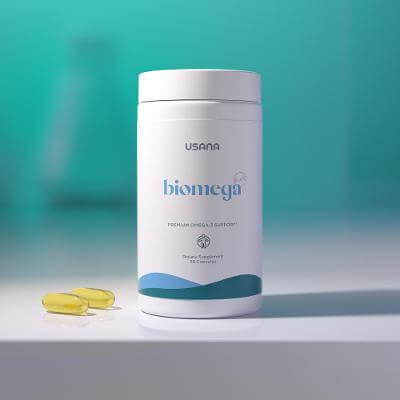 USANA
biomega
PREMIUM OMEGA-3 SUPPORT*
Dietary Supplement
56 Capsules